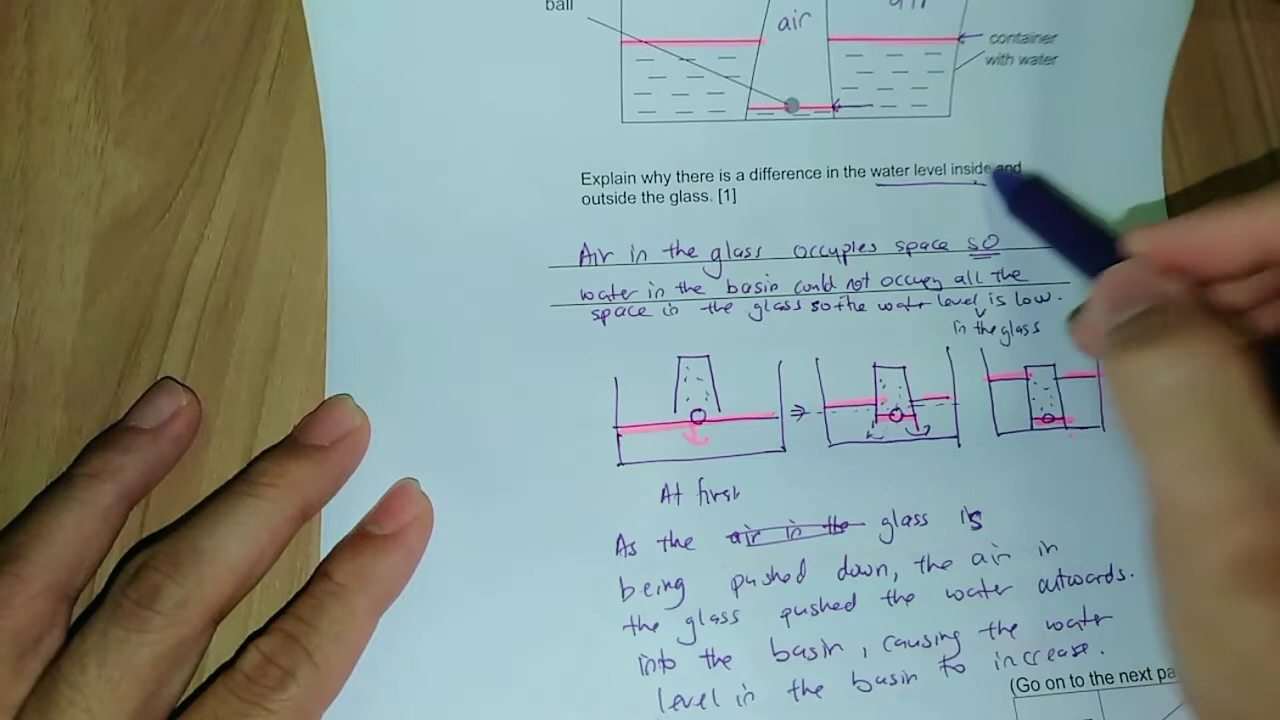 ball
air
container
with water
Explain why there is a difference in the water level inside and
outside the glass. [1]
Air in the glass occupies space so
water in the basin could not occupy all the
space in the glass so the water level is low.
in the glass
At first
As the air in the glass is
being pushed down, the air in
the glass pushed the water outwards.
into the basin, causing the water
level in the basin to increase.
(Go on to the next pa